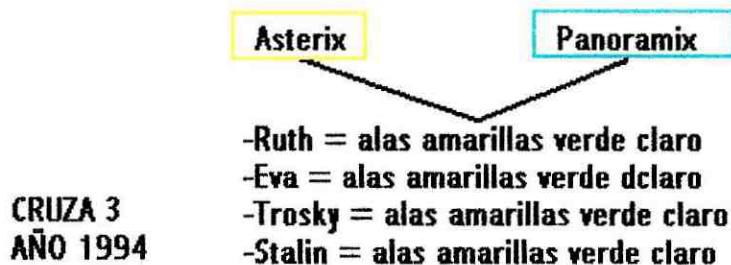 Asterix Panoramix
-Ruth = alas amarillas verde claro
-Eva = alas amarillas verde dclaro
-Trosky = alas amarillas verde claro
-Stalin = alas amarillas verde claro
CRUZA 3
AÑO 1994